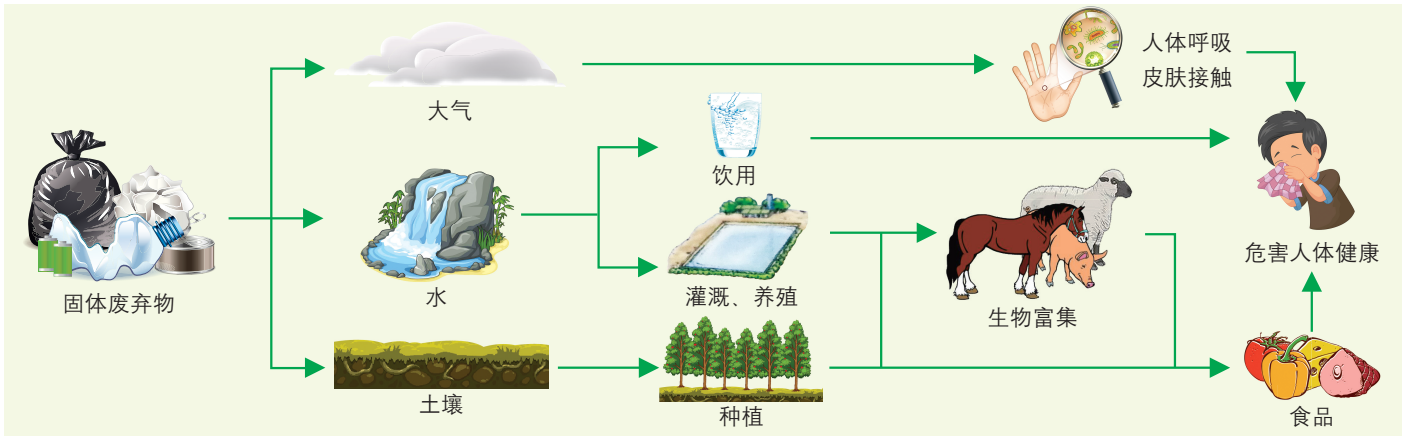 人体呼吸
皮肤接触
大气
饮用
固体废弃物
水
灌溉、养殖
生物富集
危害人体健康
土壤
种植
食品